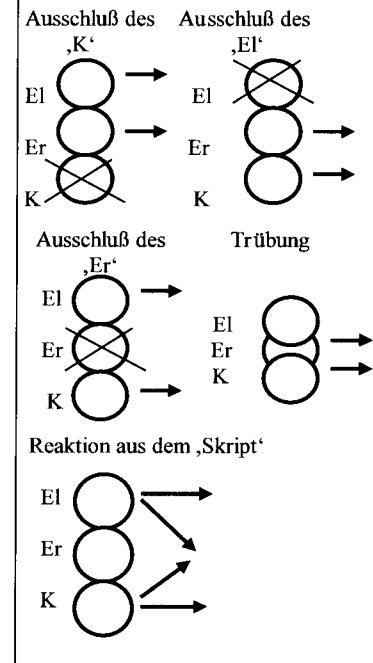 Ausschluß des
‚K‘
El
Er
K
Ausschluß des
‚El‘
El
Er
K
Ausschluß des
‚Er‘
El
Er
K
Trübung
El
Er
K
Reaktion aus dem ‚Skript‘
El
Er
K